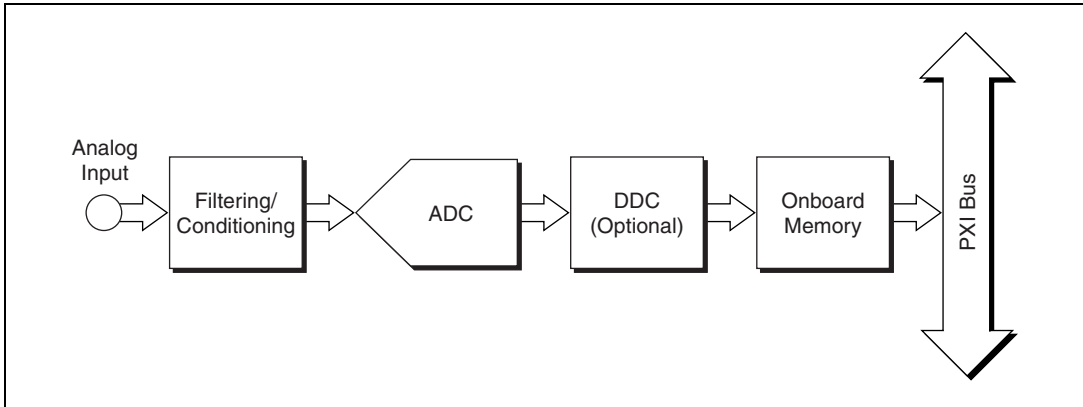 Analog
Input
Filtering/
Conditioning
ADC
DDC
(Optional)
Onboard
Memory
PXI Bus